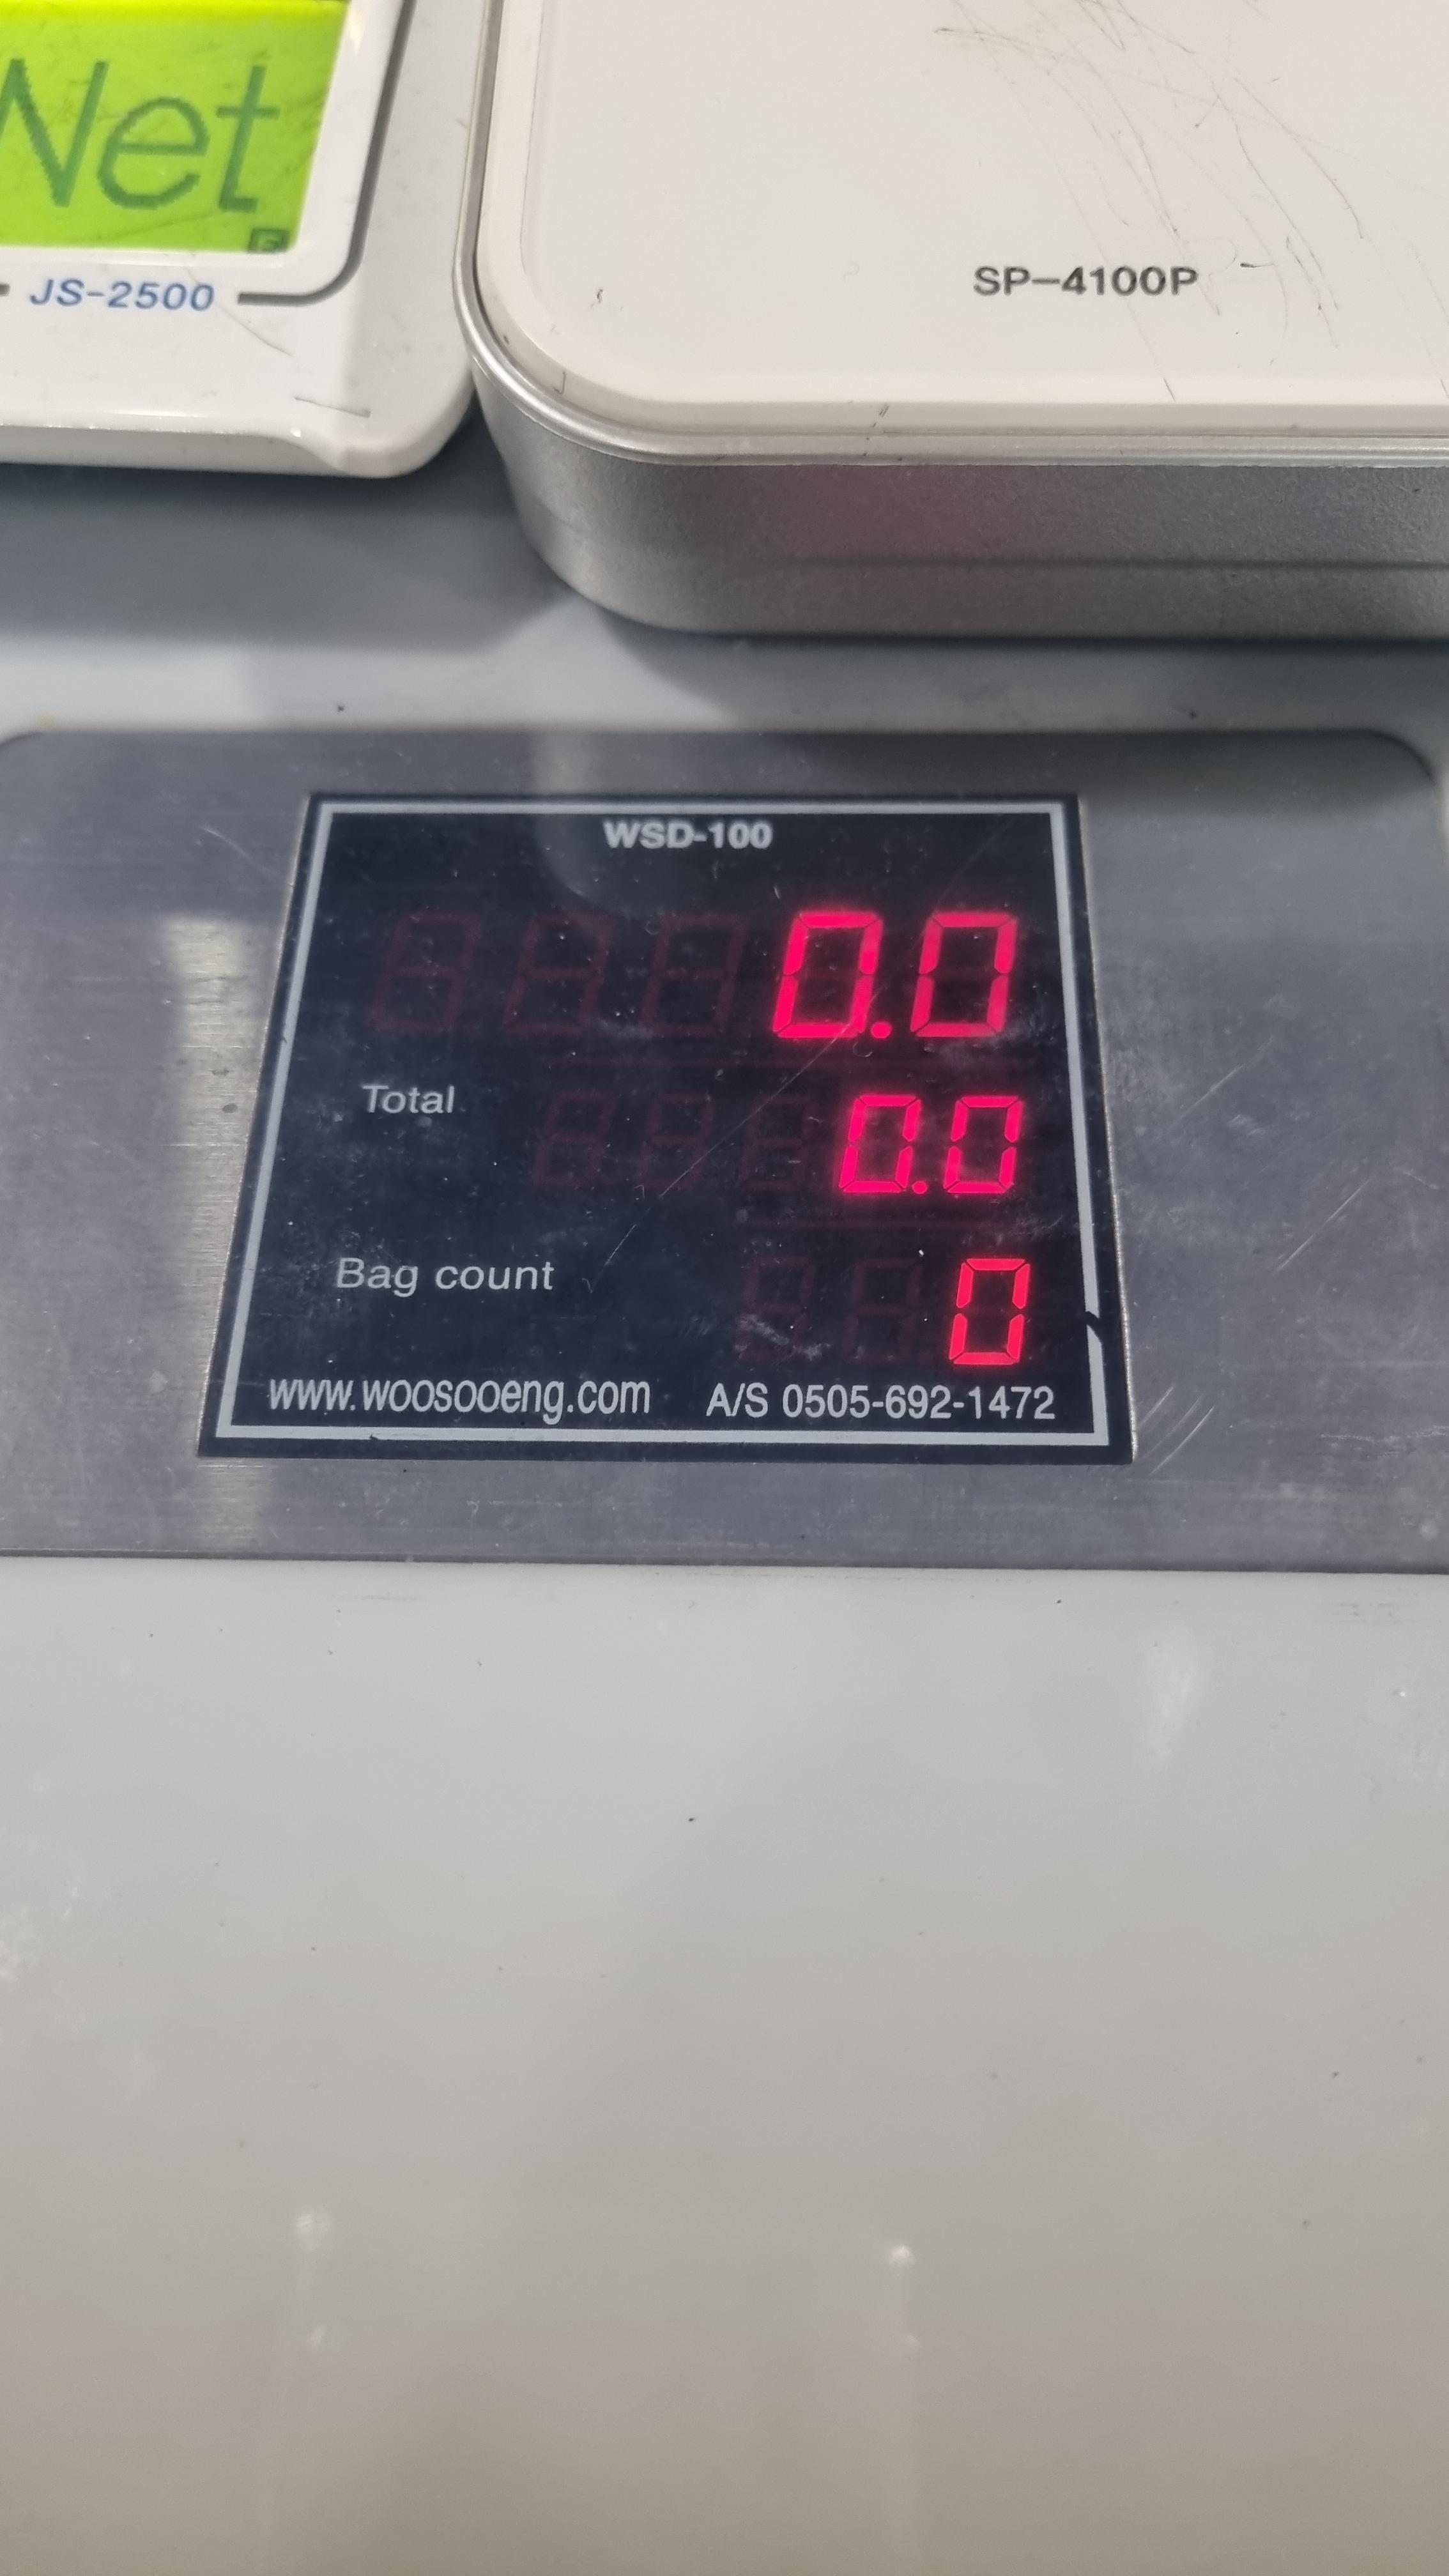 Net
JS-2500
SP-4100P
WSD-100
0.0
Total 0.0
Bag count 0
www.woosooeng.com A/S 0505-692-1472